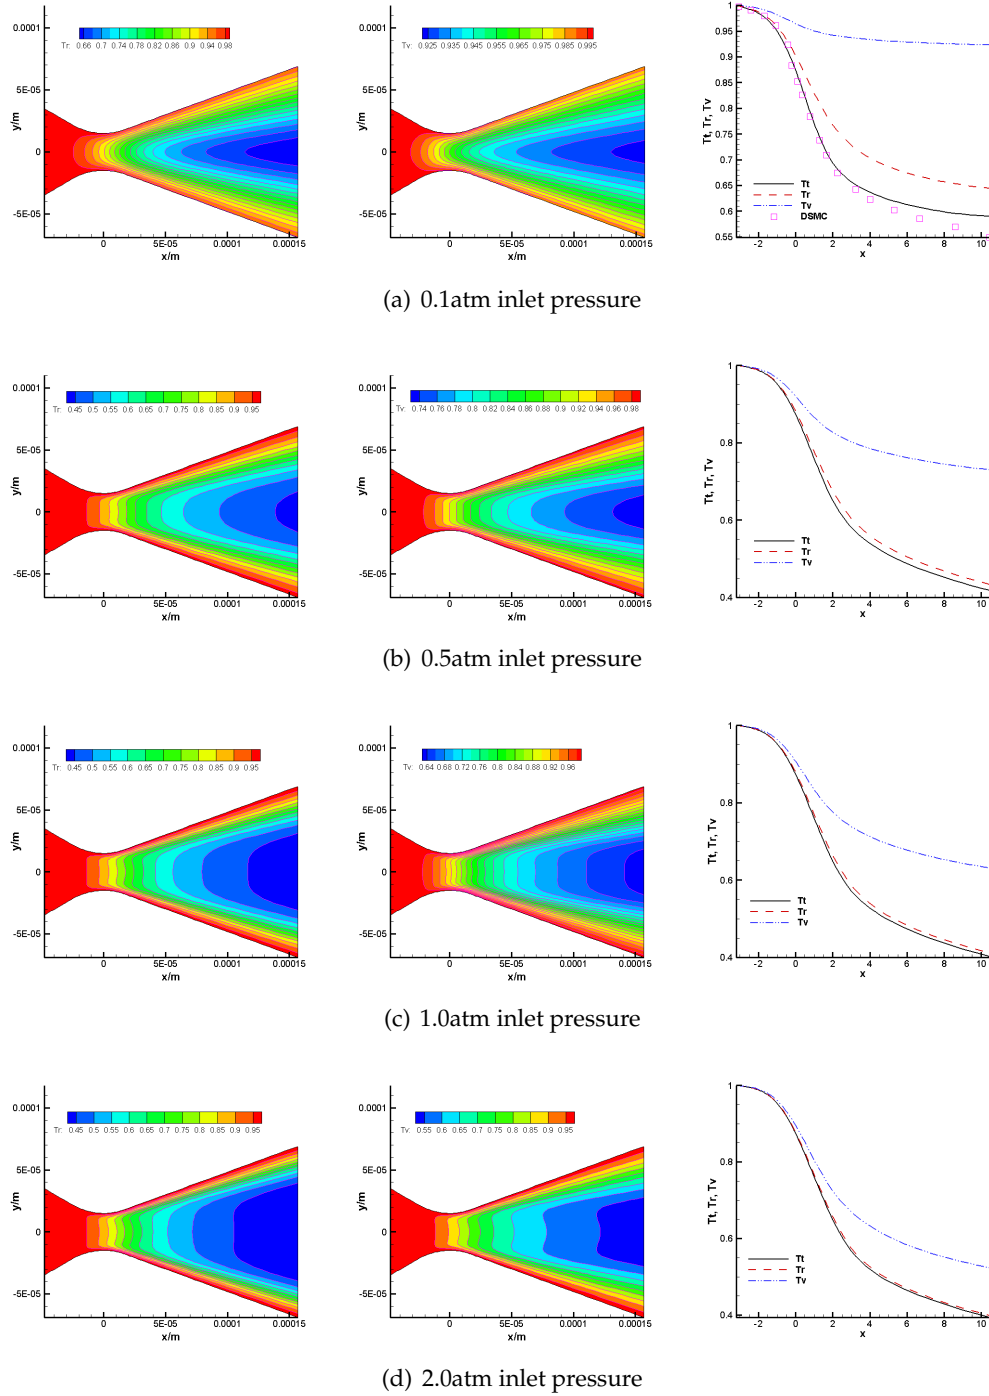 0.0001
5E-05
0
-5E-05
y/m
Tr: 0.66 0.7 0.74 0.78 0.82 0.86 0.9 0.94 0.98
0 5E-05 0.0001 0.00015
x/m
0.0001
5E-05
0
-5E-05
y/m
Tv: 0.925 0.935 0.945 0.955 0.965 0.975 0.985 0.995
0 5E-05 0.0001 0.00015
x/m
1
0.95
0.9
0.85
0.8
0.75
0.7
0.65
0.6
0.55
Tt, Tr, Tv
Tt
Tr
Tv
DSMC
-2 0 2 4 6 8 10
x
(a) 0.1atm inlet pressure
0.0001
5E-05
0
-5E-05
y/m
Tr: 0.45 0.5 0.55 0.6 0.65 0.7 0.75 0.8 0.85 0.9 0.95
0 5E-05 0.0001 0.00015
x/m
0.0001
5E-05
0
-5E-05
y/m
Tv: 0.74 0.76 0.78 0.8 0.82 0.84 0.86 0.88 0.9 0.92 0.94 0.96 0.98
0 5E-05 0.0001 0.00015
x/m
1
0.8
0.6
0.4
Tt, Tr, Tv
Tt
Tr
Tv
-2 0 2 4 6 8 10
x
(b) 0.5atm inlet pressure
0.0001
5E-05
0
-5E-05
y/m
Tr: 0.45 0.5 0.55 0.6 0.65 0.7 0.75 0.8 0.85 0.9 0.95
0 5E-05 0.0001 0.00015
x/m
0.0001
5E-05
0
-5E-05
y/m
Tv: 0.64 0.68 0.72 0.76 0.8 0.84 0.88 0.92 0.96
0 5E-05 0.0001 0.00015
x/m
1
0.8
0.6
0.4
Tt, Tr, Tv
Tt
Tr
Tv
-2 0 2 4 6 8 10
x
(c) 1.0atm inlet pressure
0.0001
5E-05
0
-5E-05
y/m
Tr: 0.45 0.5 0.55 0.6 0.65 0.7 0.75 0.8 0.85 0.9 0.95
0 5E-05 0.0001 0.00015
x/m
0.0001
5E-05
0
-5E-05
y/m
Tv: 0.55 0.6 0.65 0.7 0.75 0.8 0.85 0.9 0.95
0 5E-05 0.0001 0.00015
x/m
1
0.8
0.6
0.4
Tt, Tr, Tv
Tt
Tr
Tv
-2 0 2 4 6 8 10
x
(d) 2.0atm inlet pressure